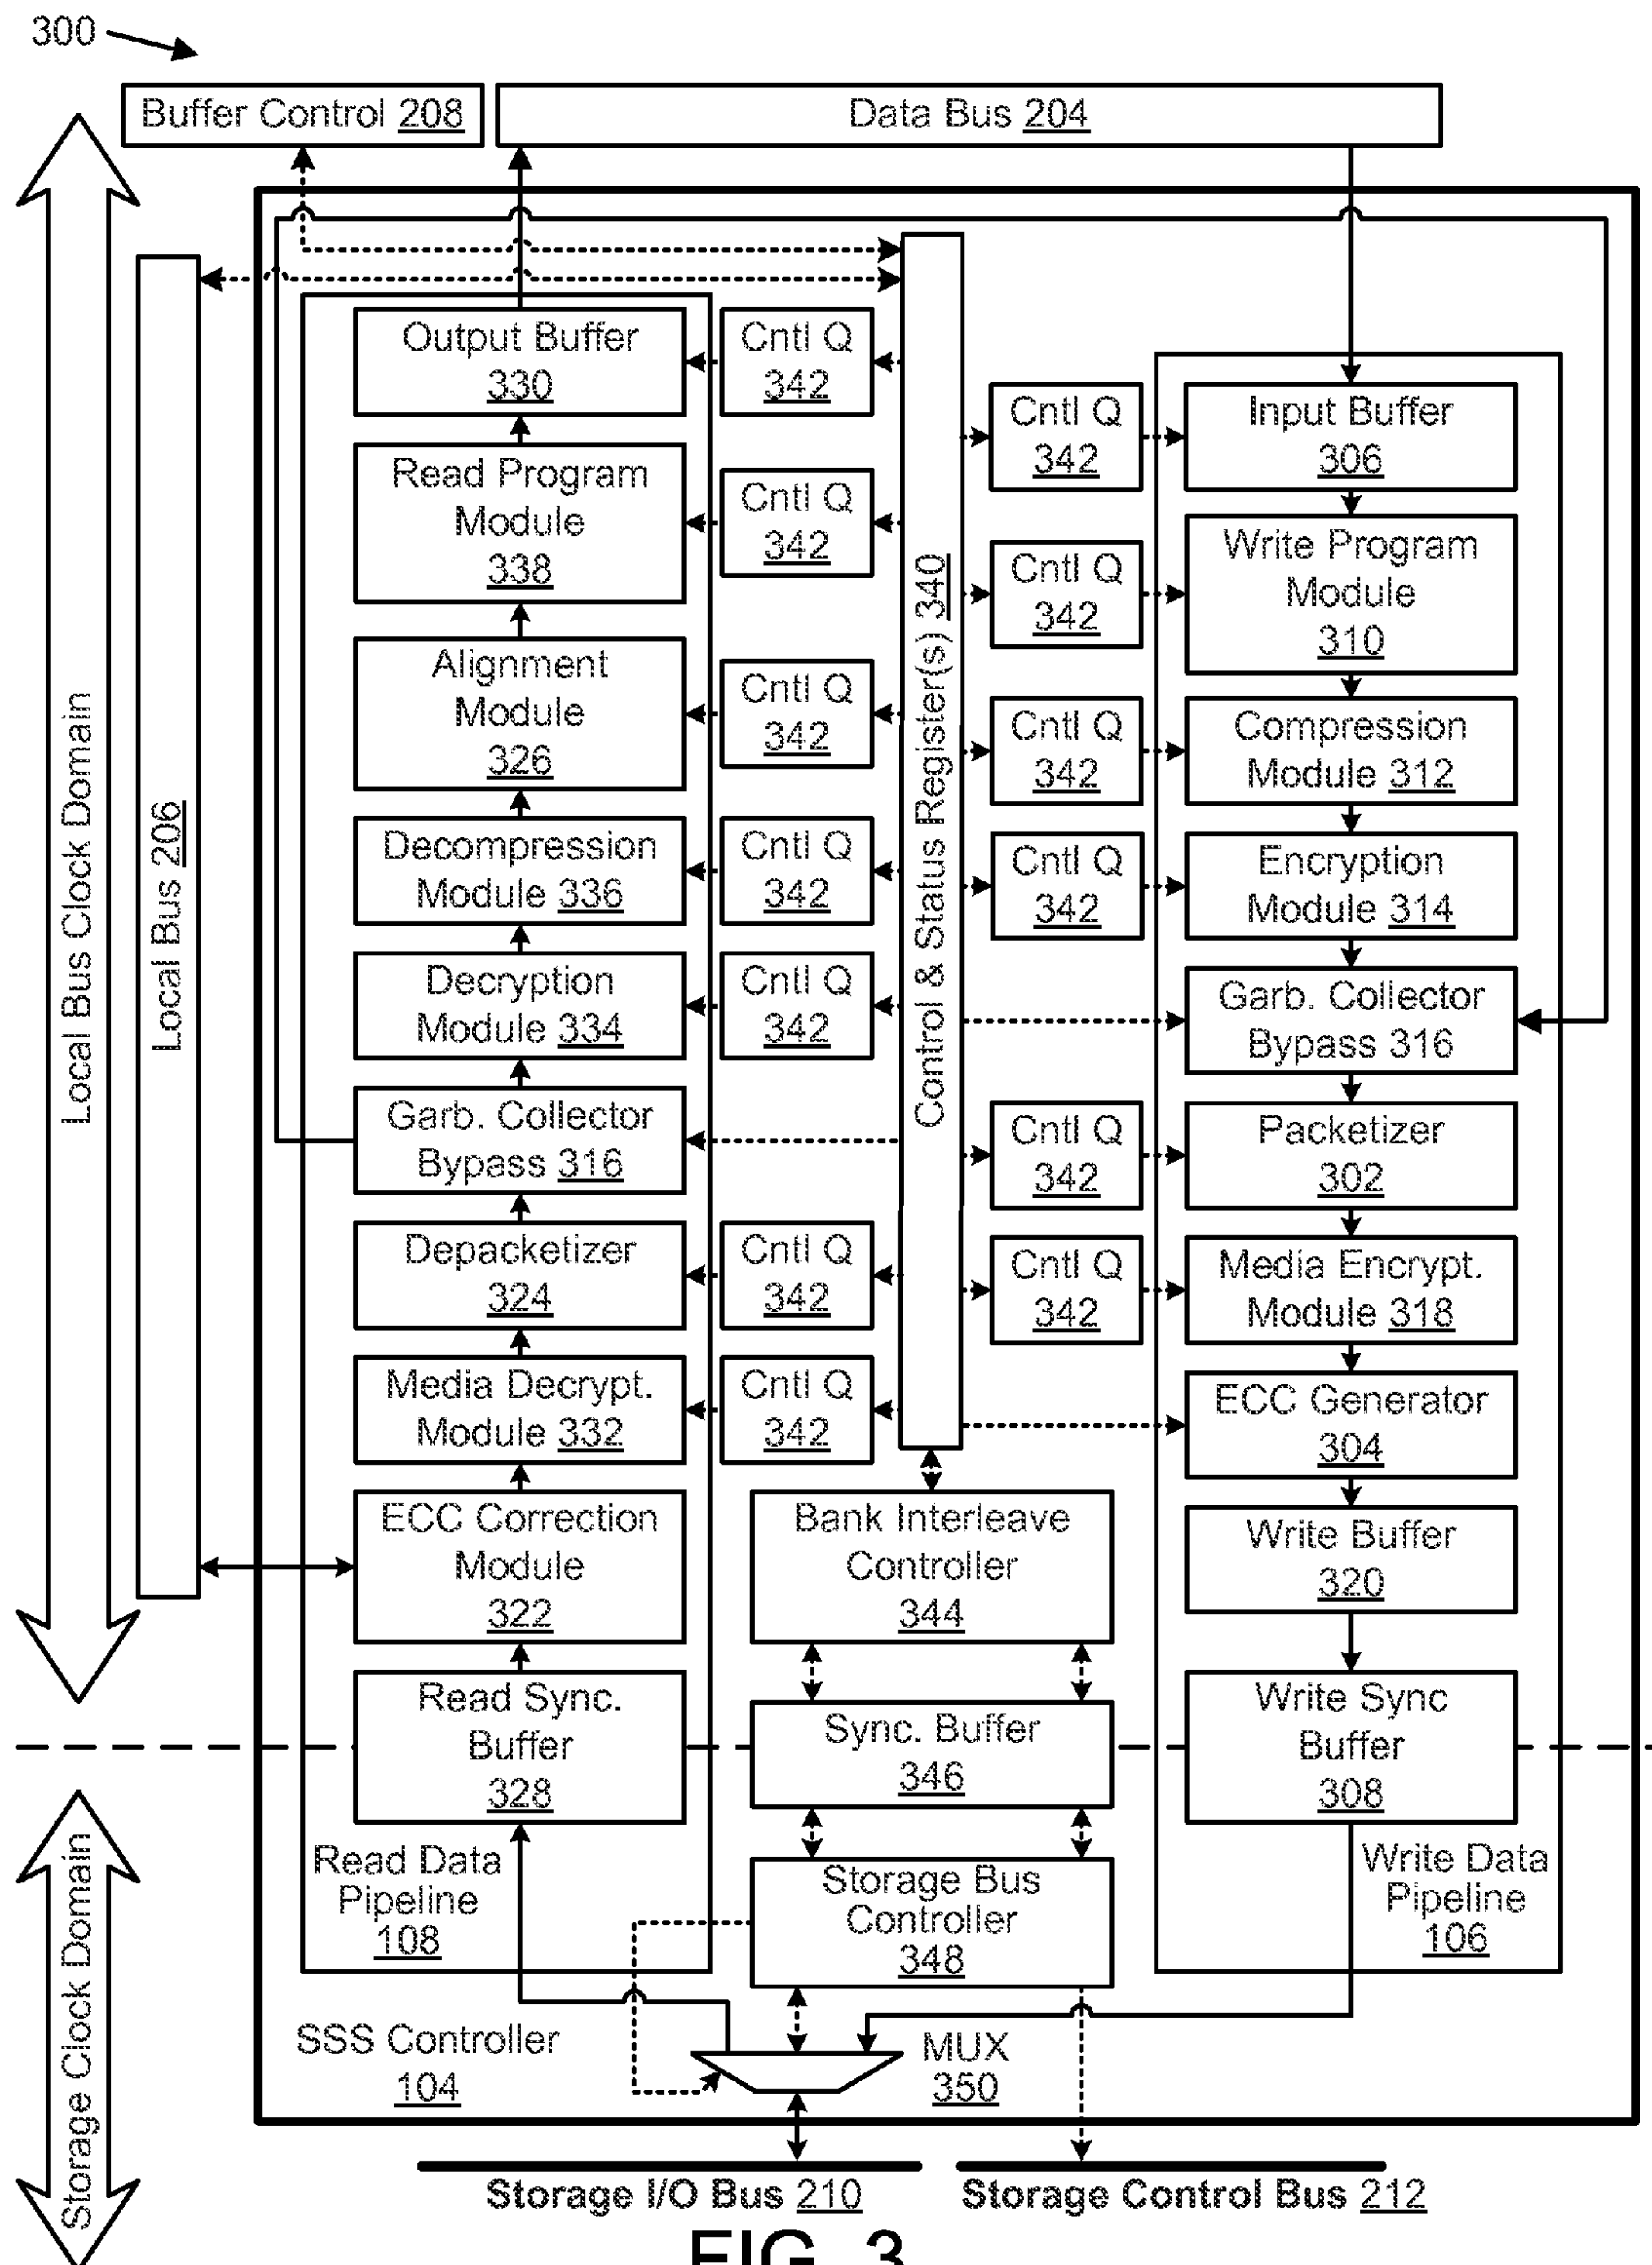 300
Buffer Control 208
Data Bus 204
Local Bus Clock Domain
Local Bus 206
Output Buffer
330
Cntl Q
342
Read Program
Module
338
Cntl Q
342
Alignment
Module
326
Cntl Q
342
Decompression
Module 336
Cntl Q
342
Decryption
Module 334
Cntl Q
342
Garb. Collector
Bypass 316
Depacketizer
324
Cntl Q
342
Media Decrypt.
Module 332
Cntl Q
342
ECC Correction
Module
322
Read Sync.
Buffer
328
Read Data
Pipeline
108
Control & Status Register(s) 340
Bank Interleave
Controller
344
Sync. Buffer
346
Storage Bus
Controller
348
Cntl Q
342
Input Buffer
306
Cntl Q
342
Write Program
Module
310
Cntl Q
342
Compression
Module 312
Cntl Q
342
Encryption
Module 314
Garb. Collector
Bypass 316
Cntl Q
342
Packetizer
302
Cntl Q
342
Media Encrypt.
Module 318
ECC Generator
304
Write Buffer
320
Write Sync
Buffer
308
Write Data
Pipeline
106
Storage Clock Domain
SSS Controller
104
MUX
350
Storage I/O Bus 210
Storage Control Bus 212
FIG. 3